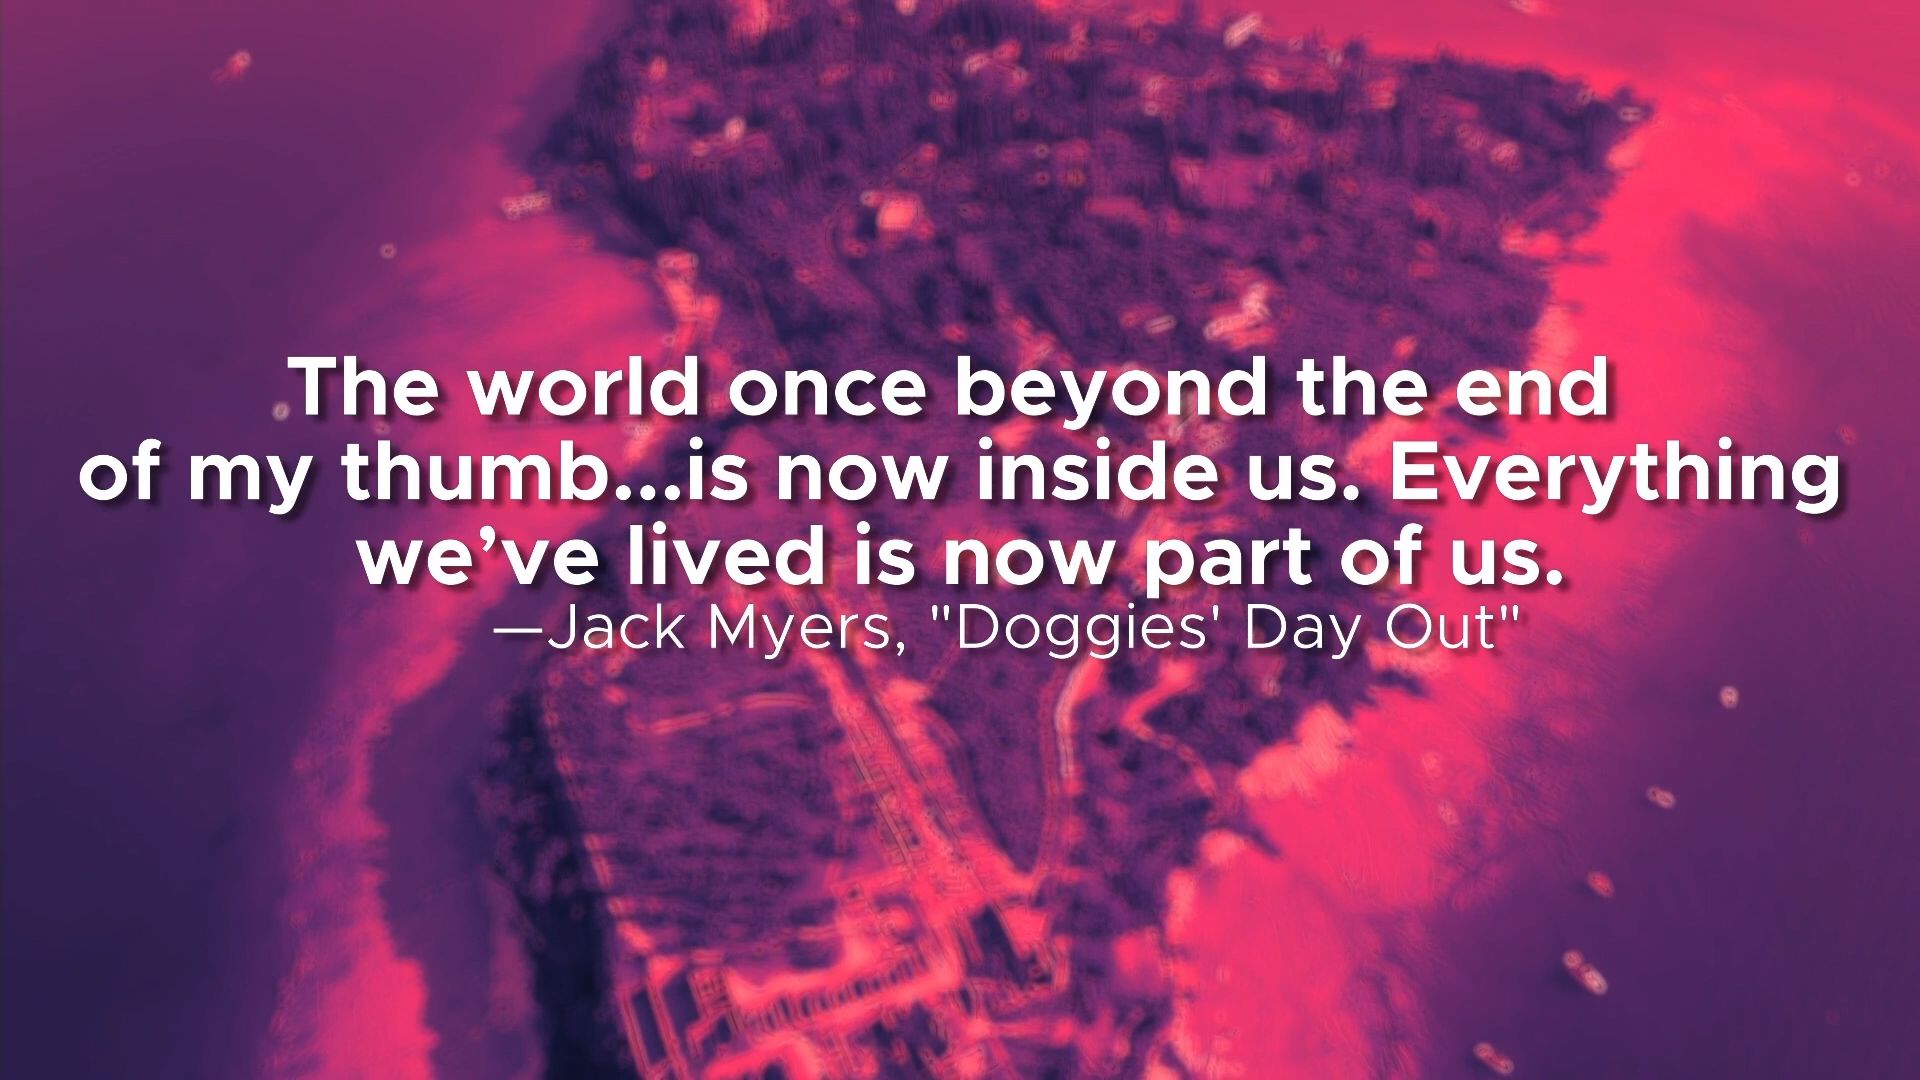 The world once beyond the end
of my thumb...is now inside us. Everything
we’ve lived is now part of us.
—Jack Myers, "Doggies' Day Out"